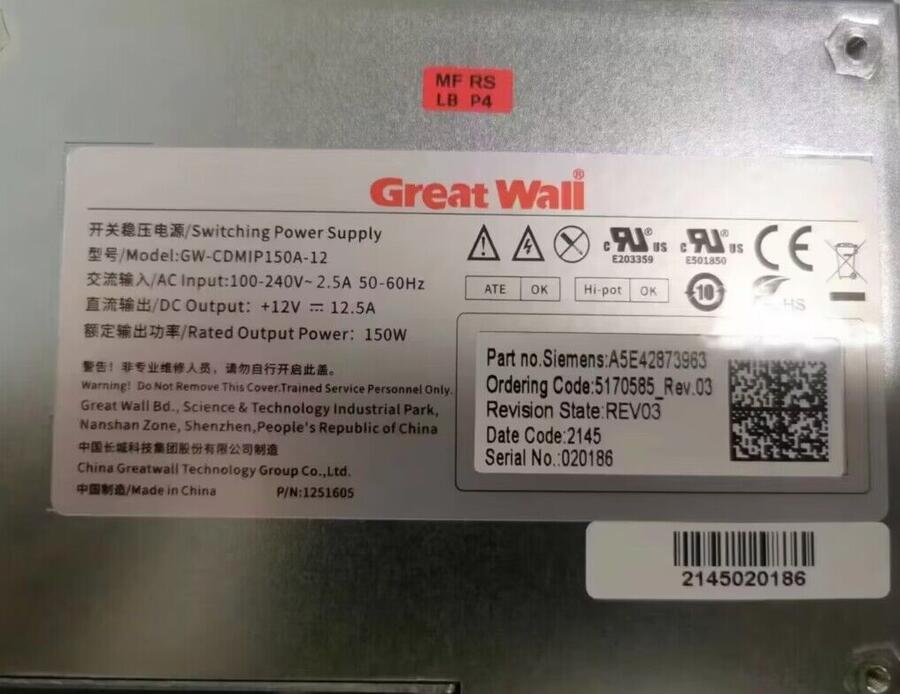 MF RS
LB P4
Great Wall®
开关稳压电源/Switching Power Supply
型号/Model:GW-CDMIP150A-12
交流输入/AC Input:100-240V~ 2.5A 50-60Hz
直流输出/DC Output: +12V ⎓ 12.5A
额定输出功率/Rated Output Power: 150W
警告!非专业维修人员,请勿自行开启此盖。
Warning! Do Not Remove This Cover.Trained Service Personnel Only.
Great Wall Bd., Science & Technology Industrial Park,
Nanshan Zone, Shenzhen,People's Republic of China
中国长城科技集团股份有限公司制造
China Greatwall Technology Group Co.,Ltd.
中国制造/Made in China P/N:1251605
c RU® US c RU® US CE
E203359 E501850
ATE OK Hi-pot OK 10 HS
Part no.Siemens:A5E42873963
Ordering Code:5170585_Rev.03
Revision State:REV03
Date Code:2145
Serial No.:020186
2145020186